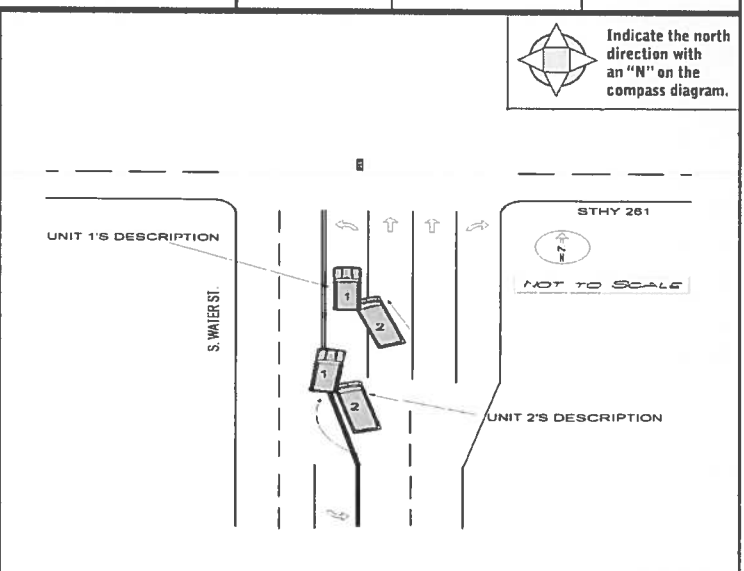 Indicate the north
direction with
an "N" on the
compass diagram.
STHY 261
UNIT 1'S DESCRIPTION
N
NOT TO SCALE
1
2
S. WATER ST.
1
2
UNIT 2'S DESCRIPTION